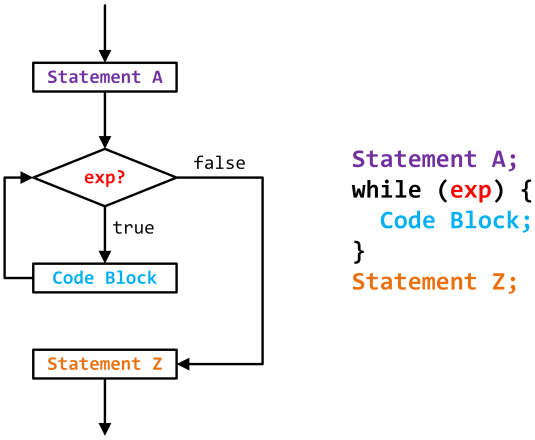 Statement A
exp?
false
true
Code Block
Statement Z
Statement A;
while (exp) {
Code Block;
}
Statement Z;